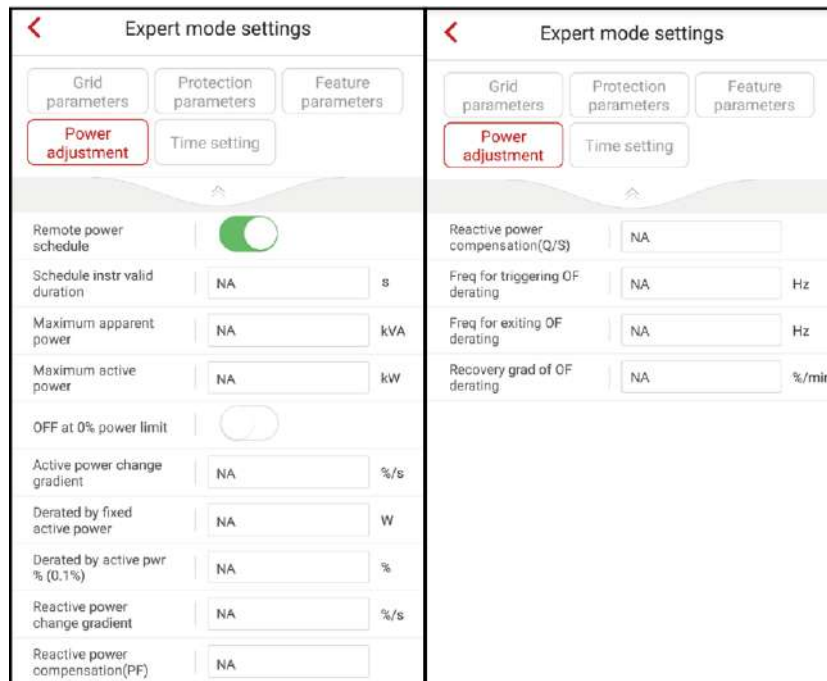 Expert mode settings
Grid
parameters
Protection
parameters
Feature
parameters
Power
adjustment
Time setting
Remote power
schedule
Schedule instr valid
duration
NA
s
Maximum apparent
power
NA
kVA
Maximum active
power
NA
kW
OFF at 0% power limit
Active power change
gradient
NA
%/s
Derated by fixed
active power
NA
W
Derated by active pwr
% (0.1%)
NA
%
Reactive power
change gradient
NA
%/s
Reactive power
compensation(PF)
NA
Expert mode settings
Grid
parameters
Protection
parameters
Feature
parameters
Power
adjustment
Time setting
Reactive power
compensation(Q/S)
NA
Freq for triggering OF
derating
NA
Hz
Freq for exiting OF
derating
NA
Hz
Recovery grad of OF
derating
NA
%/min